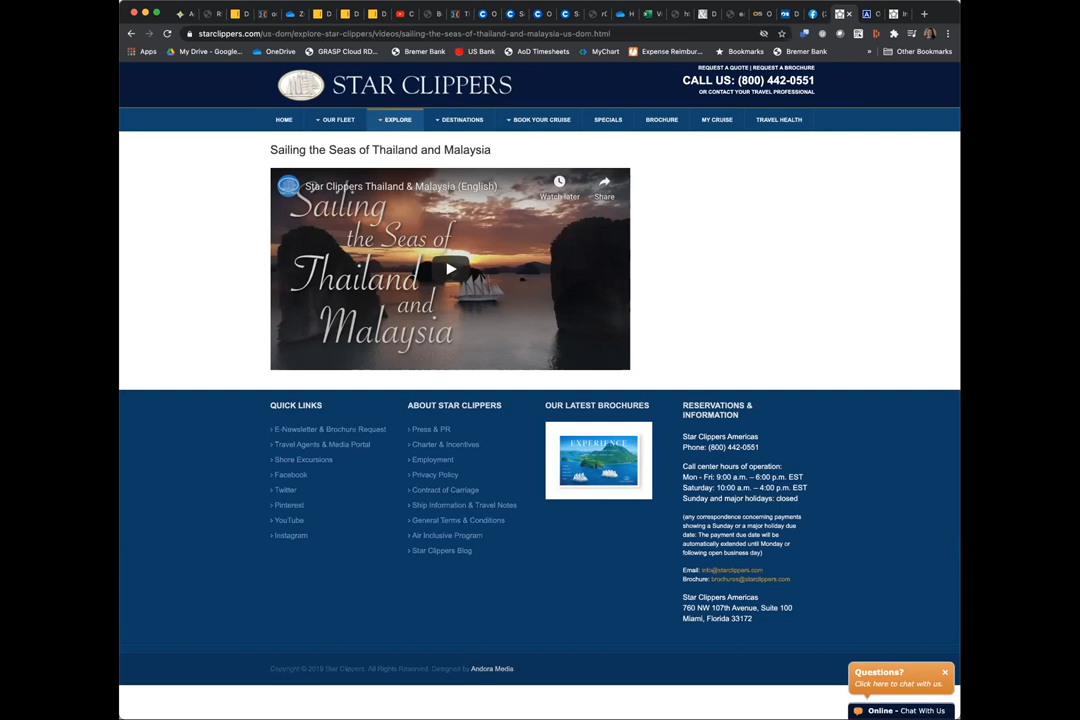 starclippers.com/us-dom/explore-star-clippers/videos/sailing-the-seas-of-thailand-and-malaysia-us-dom.html
Apps
My Drive - Google...
OneDrive
GRASP Cloud RD...
Bremer Bank
US Bank
AoD Timesheets
MyChart
Expense Reimbur...
Bookmarks
Bremer Bank
»
Other Bookmarks
STAR CLIPPERS
REQUEST A QUOTE | REQUEST A BROCHURE
CALL US: (800) 442-0551
OR CONTACT YOUR TRAVEL PROFESSIONAL
HOME
OUR FLEET
EXPLORE
DESTINATIONS
BOOK YOUR CRUISE
SPECIALS
BROCHURE
MY CRUISE
TRAVEL HEALTH
Sailing the Seas of Thailand and Malaysia
Star Clippers Thailand & Malaysia (English)
Watch later
Share
Sailing
the Seas of
Thailand
and
Malaysia
QUICK LINKS
› E-Newsletter & Brochure Request
› Travel Agents & Media Portal
› Shore Excursions
› Facebook
› Twitter
› Pinterest
› YouTube
› Instagram
ABOUT STAR CLIPPERS
› Press & PR
› Charter & Incentives
› Employment
› Privacy Policy
› Contract of Carriage
› Ship Information & Travel Notes
› General Terms & Conditions
› Air Inclusive Program
› Star Clippers Blog
OUR LATEST BROCHURES
EXPERIENCE
RESERVATIONS &
INFORMATION
Star Clippers Americas
Phone: (800) 442-0551
Call center hours of operation:
Mon - Fri: 9:00 a.m. – 6:00 p.m. EST
Saturday: 10:00 a.m. – 4:00 p.m. EST
Sunday and major holidays: closed
(any correspondence concerning payments
showing a Sunday or a major holiday due
date: The payment due date will be
automatically extended until Monday or
following open business day)
Email: info@starclippers.com
Brochure: brochures@starclippers.com
Star Clippers Americas
760 NW 107th Avenue, Suite 100
Miami, Florida 33172
Copyright © 2019 Star Clippers. All Rights Reserved. Designed by Andora Media
Questions?
Click here to chat with us.
Online - Chat With Us